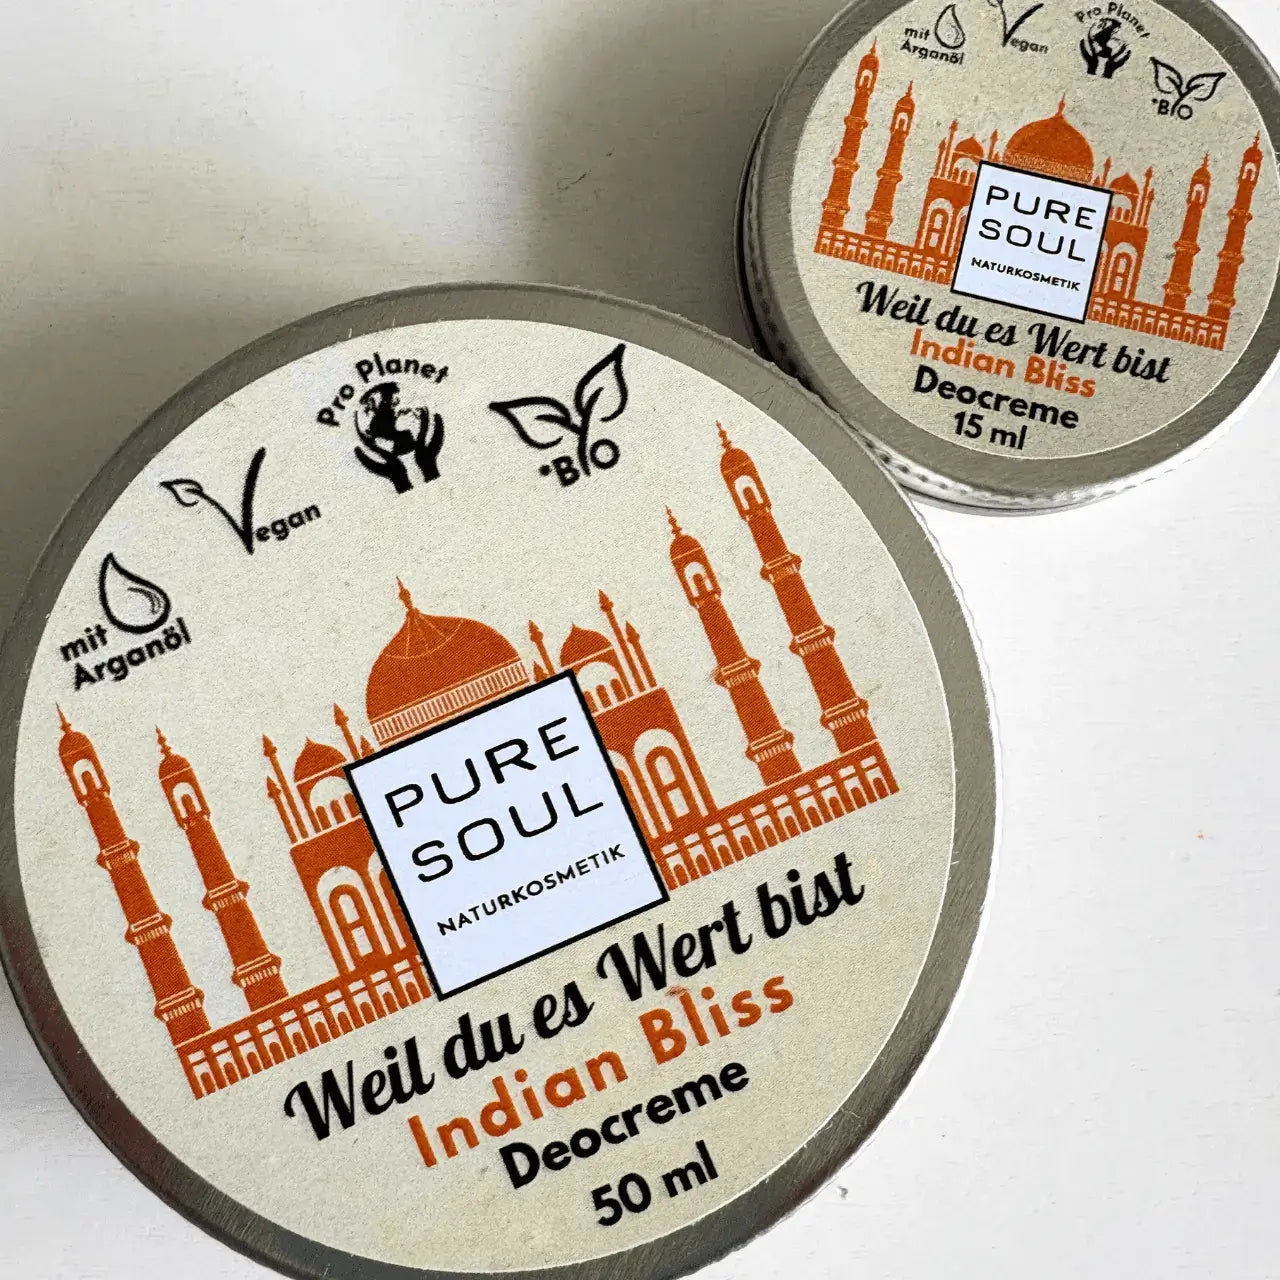 mit
Arganöl
Vegan
Pro Planet
*BIO
PURE
SOUL
NATURKOSMETIK
Weil du es Wert bist
Indian Bliss
Deocreme
50 ml
mit
Arganöl
Vegan
Pro Planet
*BIO
PURE
SOUL
NATURKOSMETIK
Weil du es Wert bist
Indian Bliss
Deocreme
15 ml